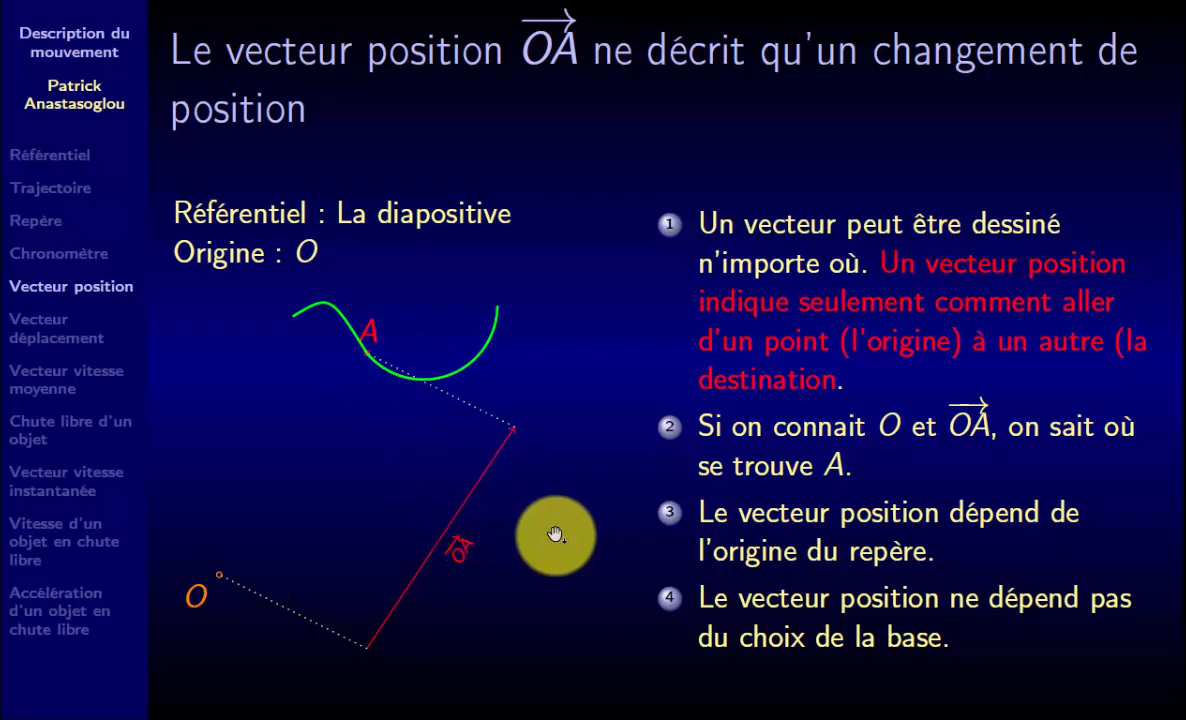 Description du
mouvement
Patrick
Anastasoglou
Référentiel
Trajectoire
Repère
Chronomètre
Vecteur position
Vecteur
déplacement
Vecteur vitesse
moyenne
Chute libre d'un
objet
Vecteur vitesse
instantanée
Vitesse d'un
objet en chute
libre
Accélération
d'un objet en
chute libre
Le vecteur position OA ne décrit qu'un changement de
position
Référentiel : La diapositive
Origine : O
A
OA
O
1 Un vecteur peut être dessiné
n'importe où. Un vecteur position
indique seulement comment aller
d'un point (l'origine) à un autre (la
destination.
2 Si on connait O et OA, on sait où
se trouve A.
3 Le vecteur position dépend de
l'origine du repère.
4 Le vecteur position ne dépend pas
du choix de la base.